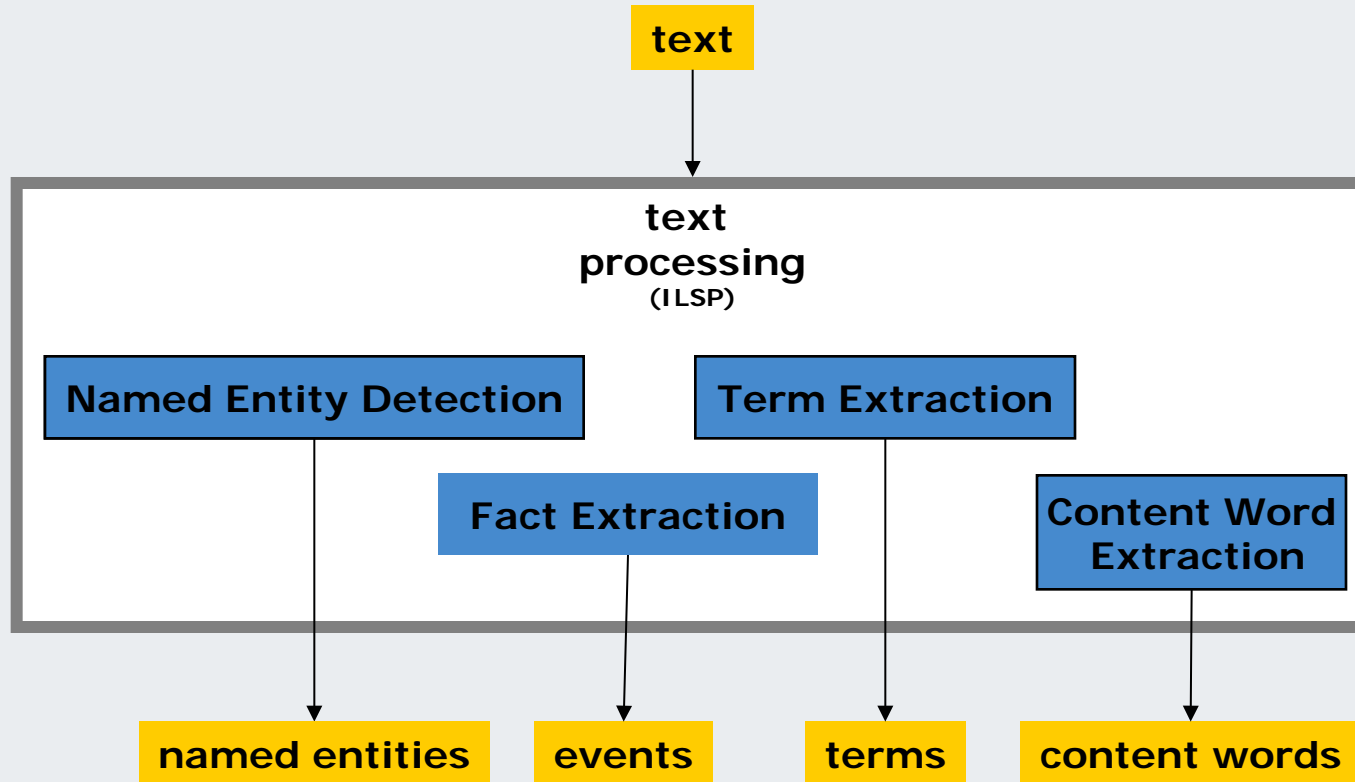 text
text
processing
(ILSP)
Named Entity Detection
Term Extraction
Fact Extraction
Content Word
Extraction
named entities
events
terms
content words